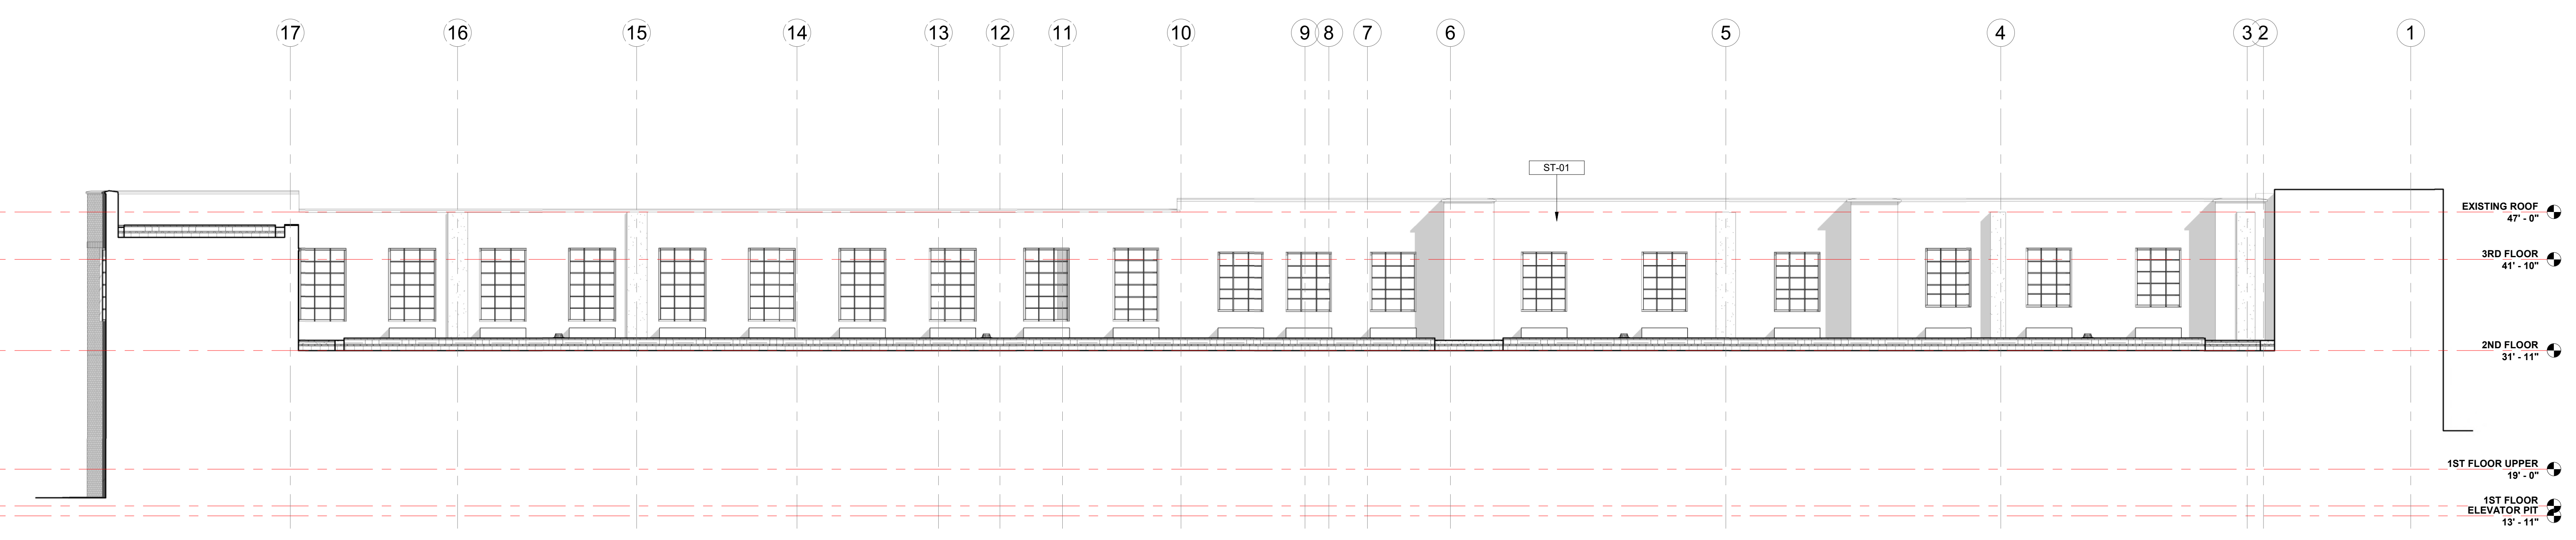 17 16 15 14 13 12 11 10 9 8 7 6 5 4 3 2 1
ST-01
EXISTING ROOF
47' - 0"
3RD FLOOR
41' - 10"
2ND FLOOR
31' - 11"
1ST FLOOR UPPER
19' - 0"
1ST FLOOR
ELEVATOR PIT
13' - 11"